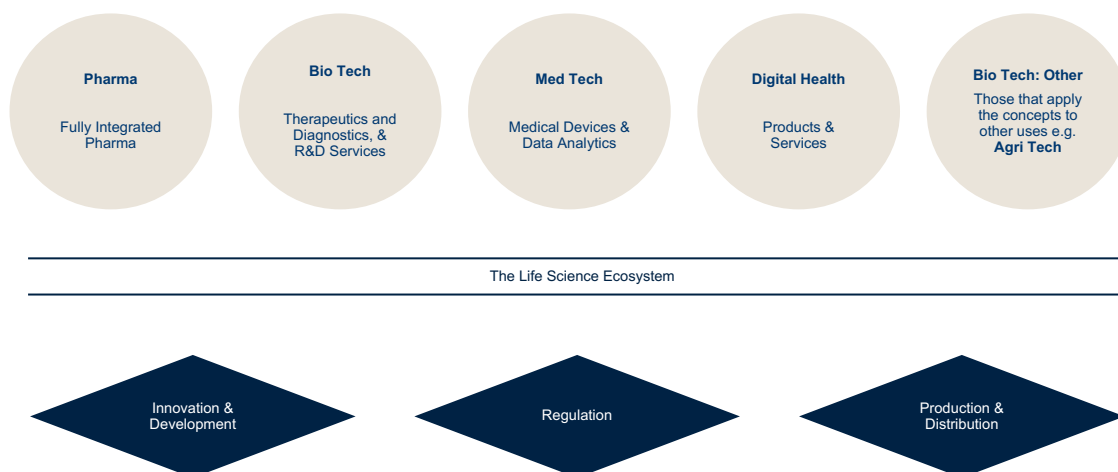 Pharma
Fully Integrated
Pharma
Bio Tech
Therapeutics and
Diagnostics, &
R&D Services
Med Tech
Medical Devices &
Data Analytics
Digital Health
Products &
Services
Bio Tech: Other
Those that apply
the concepts to
other uses e.g.
Agri Tech
The Life Science Ecosystem
Innovation &
Development
Regulation
Production &
Distribution